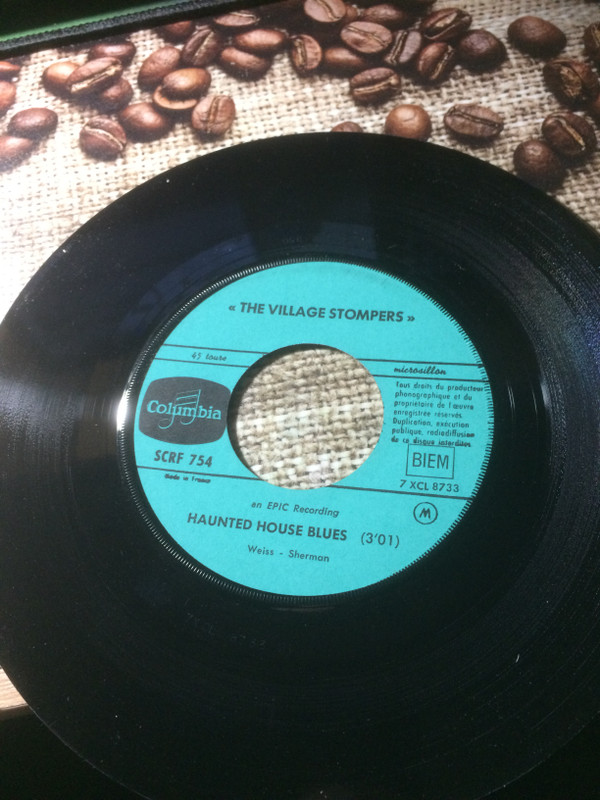 « THE VILLAGE STOMPERS »
45 tours
microsillon
Columbia
Tous droits du producteur
phonographique et du
propriétaire de l'œuvre
enregistrée réservés.
Duplication, exécution
publique, radiodiffusion
de ce disque interdites
SCRF 754
BIEM
Made in France
7 XCL 8733
an EPIC Recording
M
HAUNTED HOUSE BLUES (3'01)
Weiss - Sherman